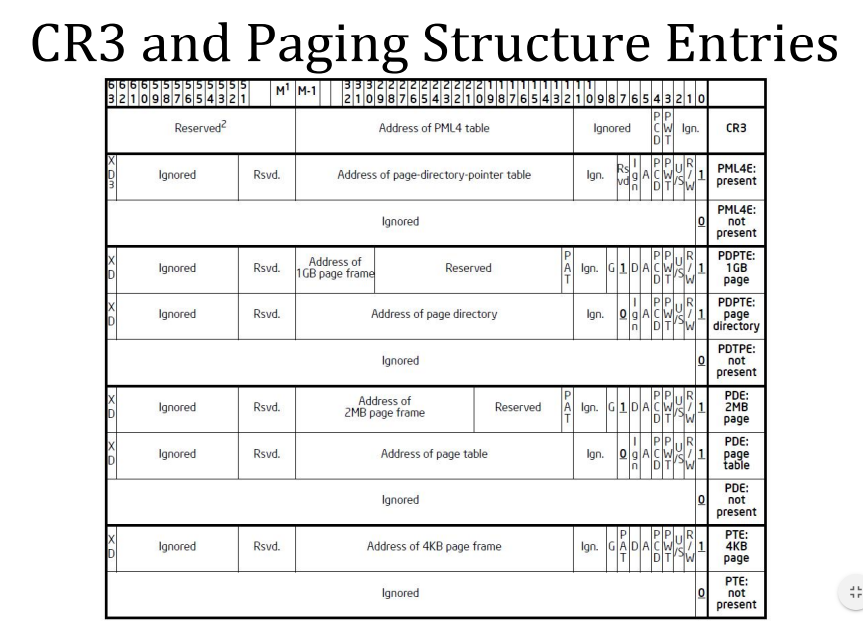 CR3 and Paging Structure Entries
6 6 6 6 5 5 5 5 5 5 5 5 5 5 M¹ M-1 3 3 3 2 2 2 2 2 2 2 2 2 2 1 1 1 1 1 1 1 1 1 1
3 2 1 0 9 8 7 6 5 4 3 2 1 2 1 0 9 8 7 6 5 4 3 2 1 0 9 8 7 6 5 4 3 2 1 0 9 8 7 6 5 4 3 2 1 0
Reserved² Address of PML4 table Ignored PCD PWT Ign. CR3
XD3 Ignored Rsvd. Address of page-directory-pointer table Ign. Rsvd Ign A PCD PWT U/S R/W 1 PML4E: present
Ignored 0 PML4E: not present
XD Ignored Rsvd. Address of 1GB page frame Reserved PAT Ign. G 1 D A PCD PWT U/S R/W 1 PDPTE: 1GB page
XD Ignored Rsvd. Address of page directory Ign. 0 Ign A PCD PWT U/S R/W 1 PDPTE: page directory
Ignored 0 PDTPE: not present
XD Ignored Rsvd. Address of 2MB page frame Reserved PAT Ign. G 1 D A PCD PWT U/S R/W 1 PDE: 2MB page
XD Ignored Rsvd. Address of page table Ign. 0 Ign A PCD PWT U/S R/W 1 PDE: page table
Ignored 0 PDE: not present
XD Ignored Rsvd. Address of 4KB page frame Ign. G PAT D A PCD PWT U/S R/W 1 PTE: 4KB page
Ignored 0 PTE: not present